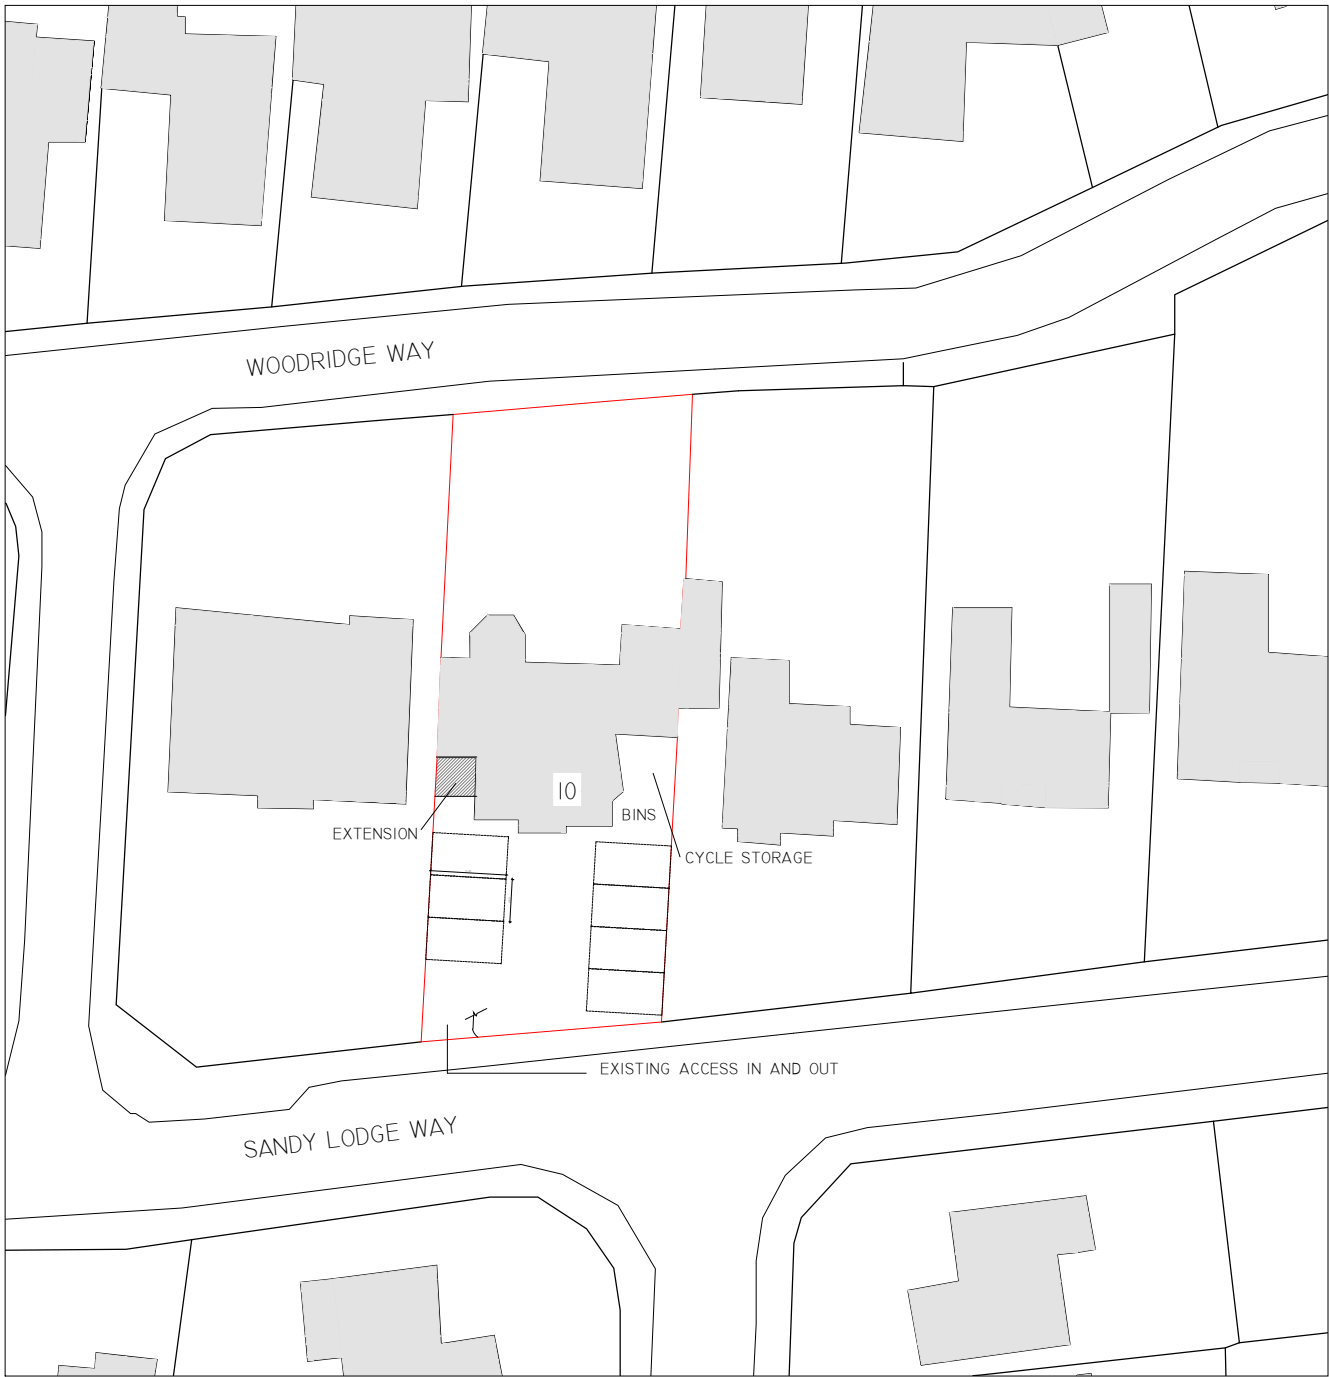 WOODRIDGE WAY
10
BINS
EXTENSION
CYCLE STORAGE
EXISTING ACCESS IN AND OUT
SANDY LODGE WAY